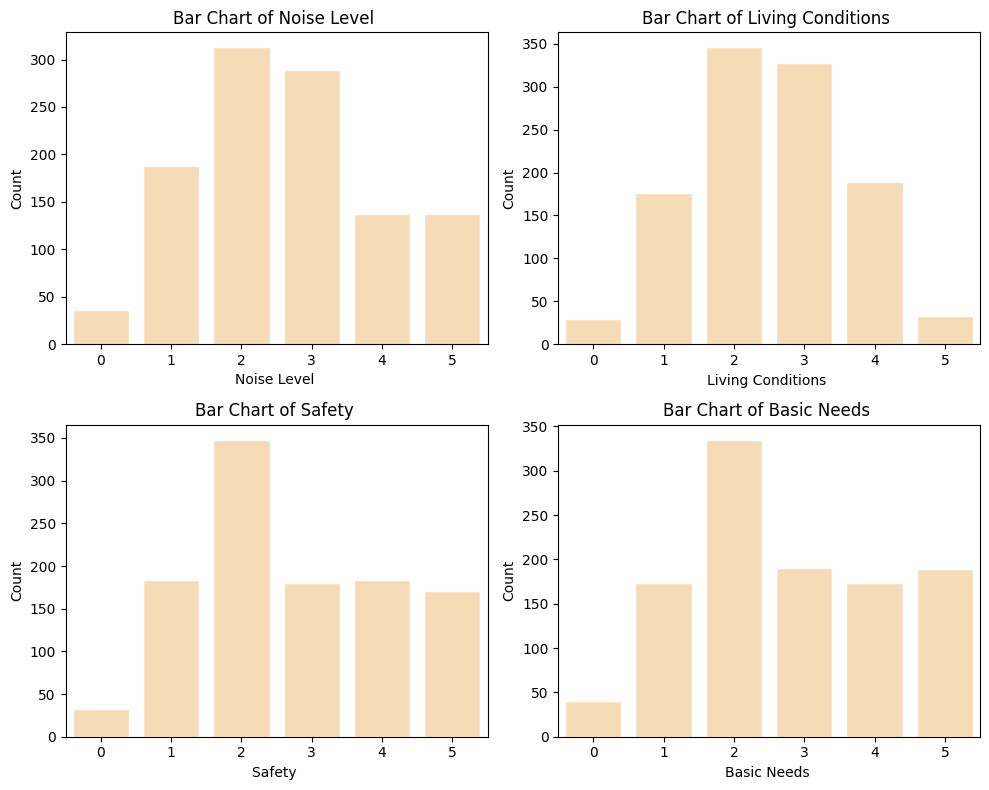 Bar Chart of Noise Level
300
250
200
150
100
50
0
Count
0 1 2 3 4 5
Noise Level
Bar Chart of Living Conditions
350
300
250
200
150
100
50
0
Count
0 1 2 3 4 5
Living Conditions
Bar Chart of Safety
350
300
250
200
150
100
50
0
Count
0 1 2 3 4 5
Safety
Bar Chart of Basic Needs
350
300
250
200
150
100
50
0
Count
0 1 2 3 4 5
Basic Needs